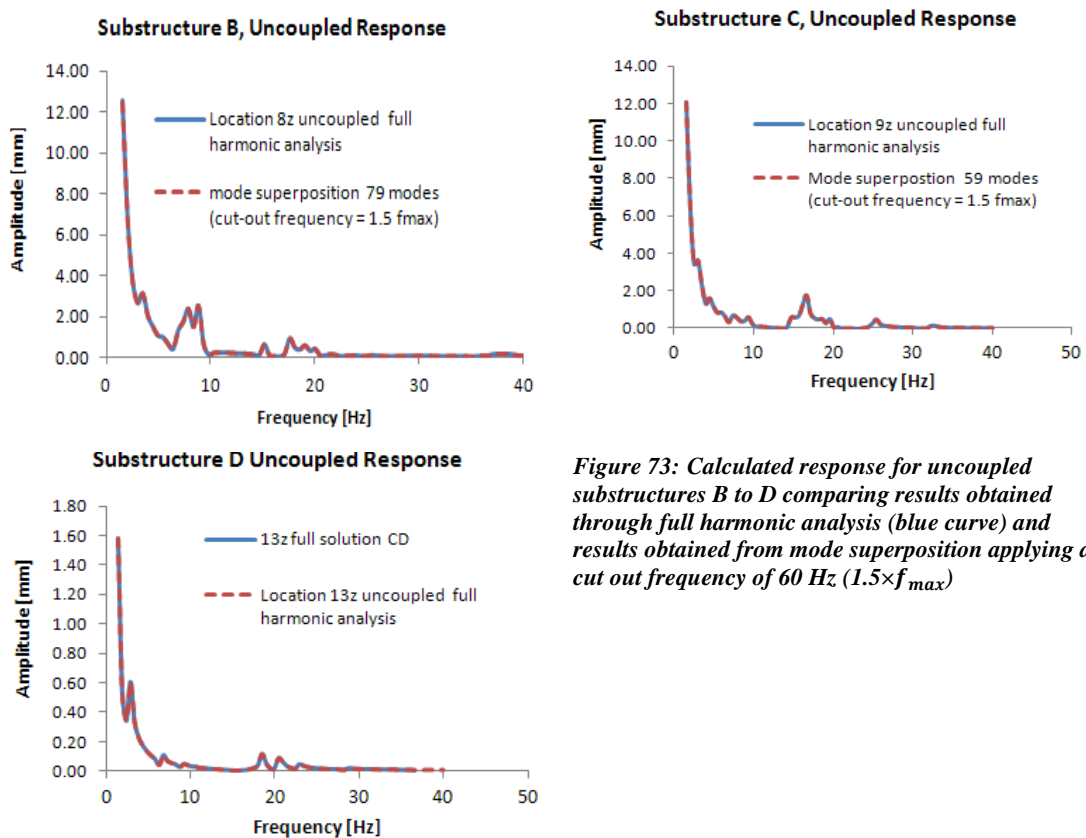 Substructure B, Uncoupled Response
14.00
12.00
10.00
8.00
6.00
4.00
2.00
0.00
Amplitude [mm]
Location 8z uncoupled full
harmonic analysis
mode superposition 79 modes
(cut-out frequency = 1.5 fmax)
0 10 20 30 40
Frequency [Hz]
Substructure C, Uncoupled Response
14.00
12.00
10.00
8.00
6.00
4.00
2.00
0.00
Amplitude [mm]
Location 9z uncoupled full
harmonic analysis
Mode superpostion 59 modes
(cut-out frequency = 1.5 fmax)
0 10 20 30 40 50
Frequency [Hz]
Substructure D Uncoupled Response
1.80
1.60
1.40
1.20
1.00
0.80
0.60
0.40
0.20
0.00
Amplitude [mm]
13z full solution CD
Location 13z uncoupled full
harmonic analysis
0 10 20 30 40 50
Frequency [Hz]
Figure 73: Calculated response for uncoupled
substructures B to D comparing results obtained
through full harmonic analysis (blue curve) and
results obtained from mode superposition applying a
cut out frequency of 60 Hz (1.5×f_max)